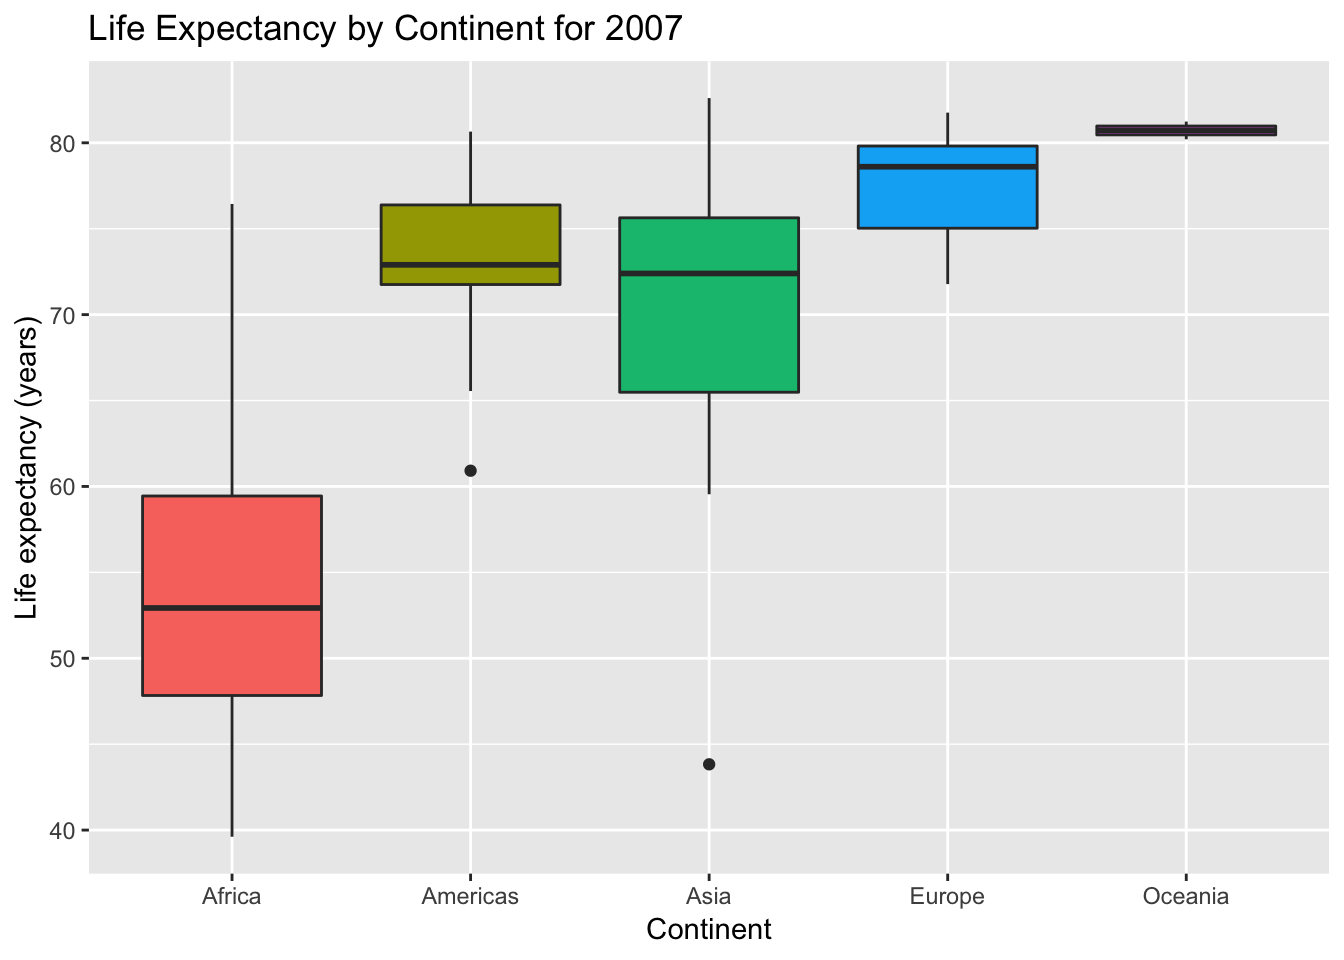 Life Expectancy by Continent for 2007
Life expectancy (years)
80
70
60
50
40
Africa Americas Asia Europe Oceania
Continent